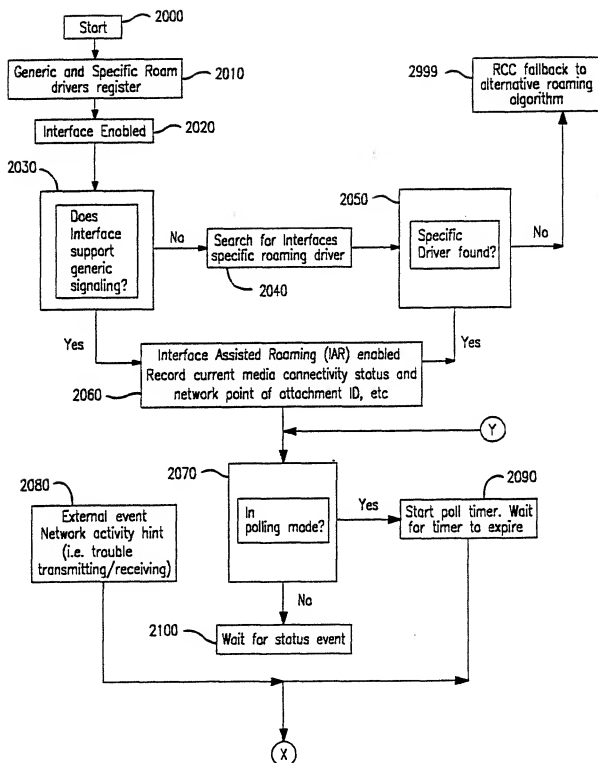 2000
Start
Generic and Specific Roam
drivers register
2010
Interface Enabled
2020
2030
Does
Interface
support
generic
signaling?
No
Search for Interfaces
specific roaming driver
2040
2050
Specific
Driver found?
No
2999
RCC fallback to
alternative roaming
algorithm
Yes
Yes
Interface Assisted Roaming (IAR) enabled
Record current media connectivity status and
network point of attachment ID, etc
2060
Y
2070
In
polling mode?
Yes
2090
Start poll timer. Wait
for timer to expire
2080
External event
Network activity hint
(i.e. trouble
transmitting/receiving)
No
2100
Wait for status event
X